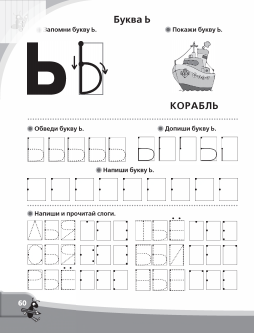 Буква Ь
Запомни букву Ь.
Покажи букву Ь.
Ь Ь
КОРАБЛЬ
Обведи букву Ь.
Допиши букву Ь.
Ь Ь Ь Ь Ь
Напиши букву Ь.
Напиши и прочитай слоги.
60